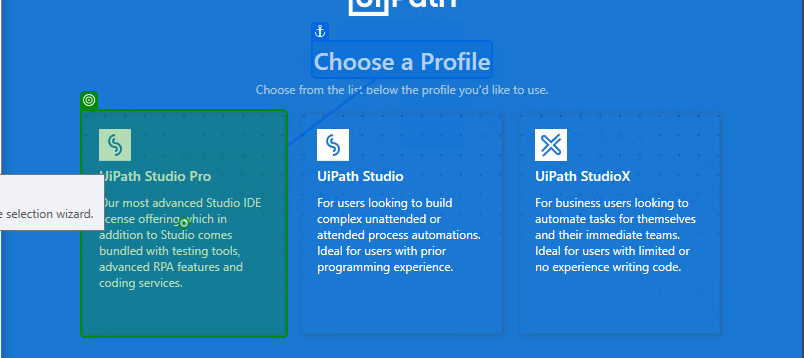 UiPath
Choose a Profile
Choose from the list below the profile you'd like to use.
UiPath Studio Pro
Our most advanced Studio IDE
license offering which in
addition to Studio comes
bundled with testing tools,
advanced RPA features and
coding services.
UiPath Studio
For users looking to build
complex unattended or
attended process automations.
Ideal for users with prior
programming experience.
UiPath StudioX
For business users looking to
automate tasks for themselves
and their immediate teams.
Ideal for users with limited or
no experience writing code.
e selection wizard.